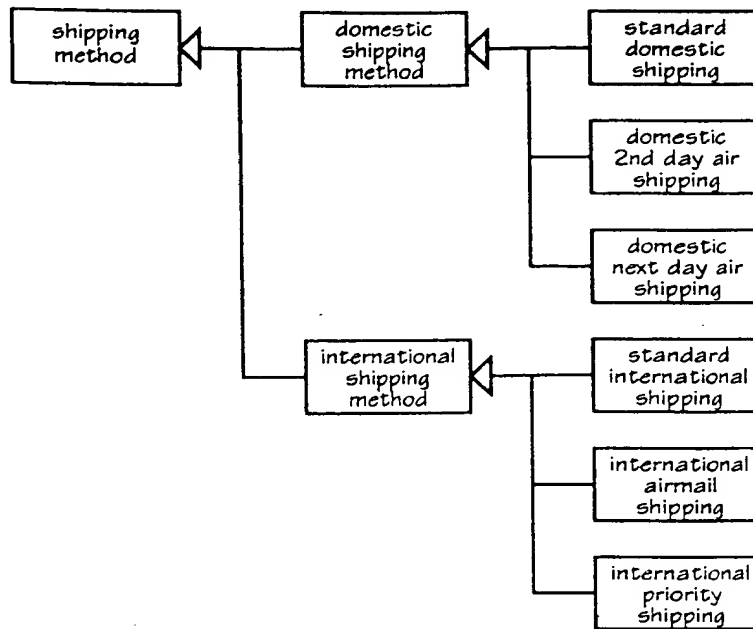 shipping
method
domestic
shipping
method
standard
domestic
shipping
domestic
2nd day air
shipping
domestic
next day air
shipping
international
shipping
method
standard
international
shipping
international
airmail
shipping
international
priority
shipping